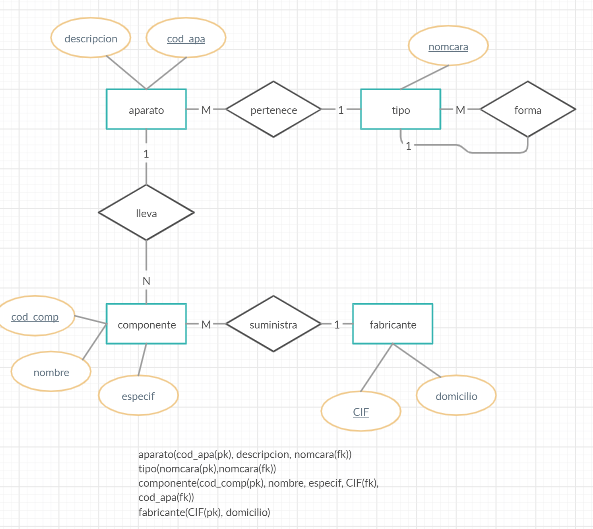 descripcion
cod_apa
nomcara
aparato
M
pertenece
1
tipo
M
forma
1
1
lleva
N
cod_comp
componente
M
suministra
1
fabricante
nombre
especif
CIF
domicilio
aparato(cod_apa(pk), descripcion, nomcara(fk))
tipo(nomcara(pk),nomcara(fk))
componente(cod_comp(pk), nombre, especif, CIF(fk),
cod_apa(fk))
fabricante(CIF(pk), domicilio)